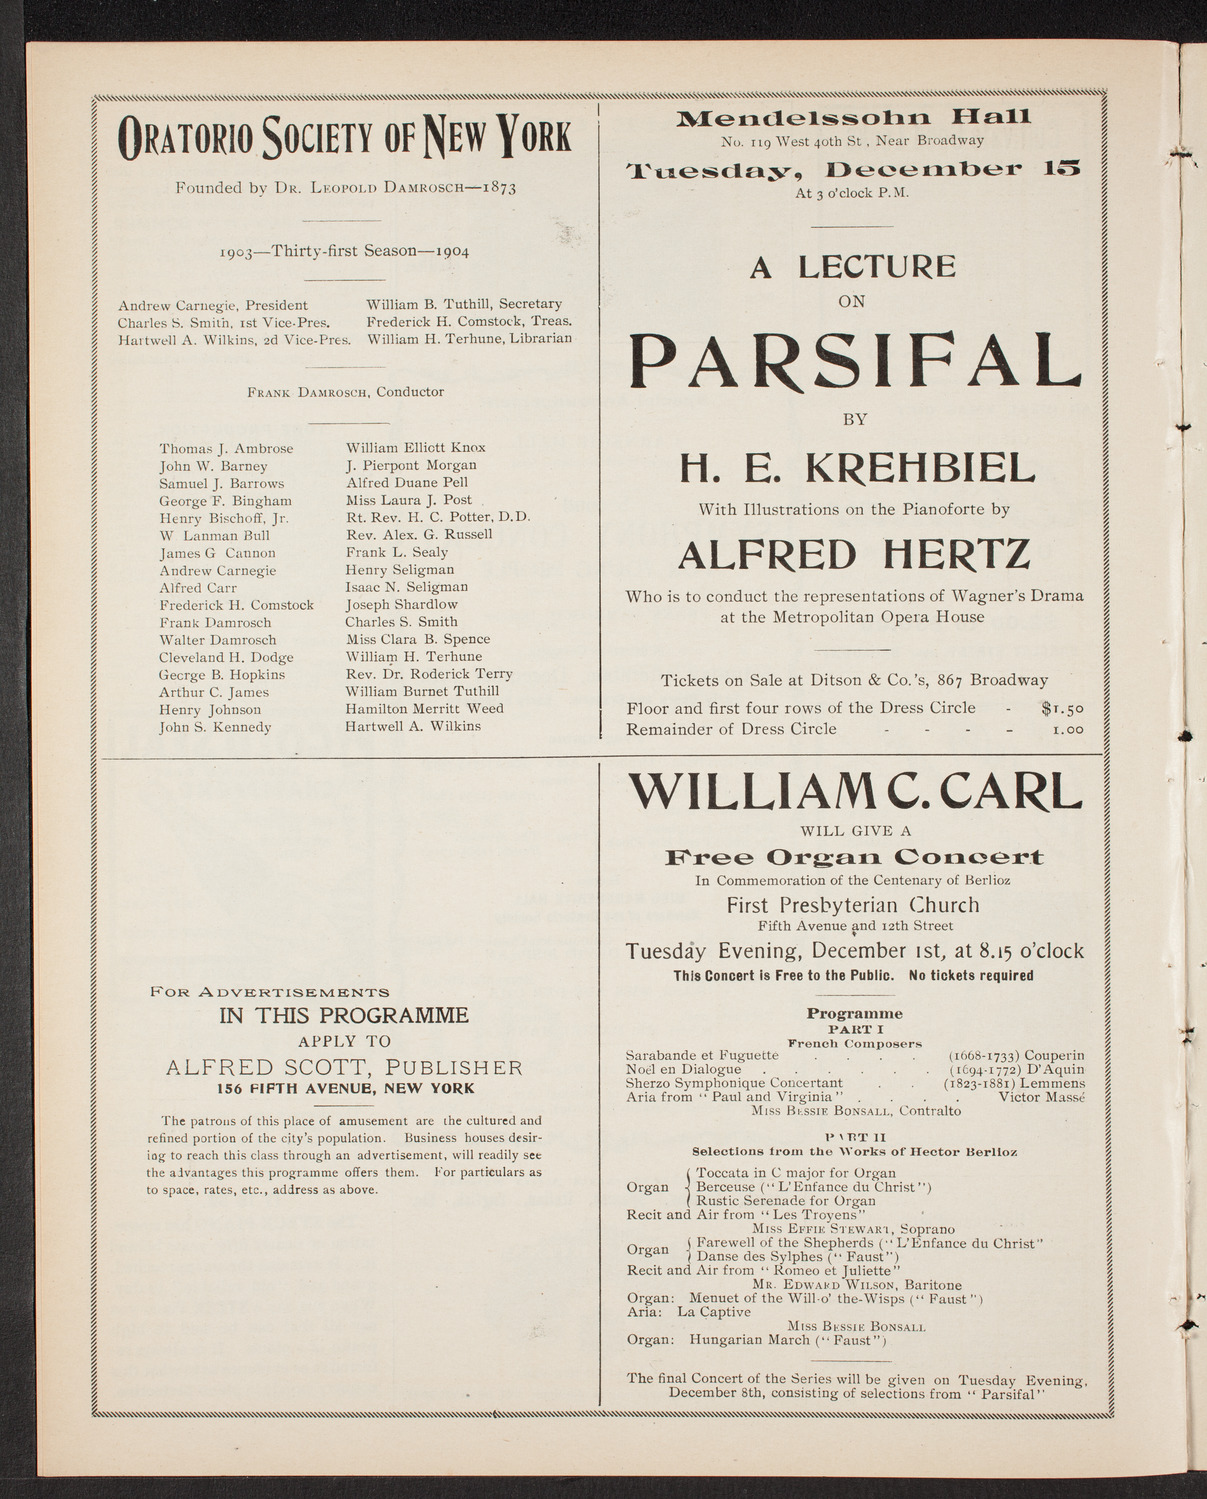 ORATORIO SOCIETY OF NEW YORK
Founded by DR. LEOPOLD DAMROSCH—1873
1903—Thirty-first Season—1904
Andrew Carnegie, President William B. Tuthill, Secretary
Charles S. Smith, 1st Vice-Pres. Frederick H. Comstock, Treas.
Hartwell A. Wilkins, 2d Vice-Pres. William H. Terhune, Librarian
FRANK DAMROSCH, Conductor
Thomas J. Ambrose William Elliott Knox
John W. Barney J. Pierpont Morgan
Samuel J. Barrows Alfred Duane Pell
George F. Bingham Miss Laura J. Post
Henry Bischoff, Jr. Rt. Rev. H. C. Potter, D.D.
W Lanman Bull Rev. Alex. G. Russell
James G Cannon Frank L. Sealy
Andrew Carnegie Henry Seligman
Alfred Carr Isaac N. Seligman
Frederick H. Comstock Joseph Shardlow
Frank Damrosch Charles S. Smith
Walter Damrosch Miss Clara B. Spence
Cleveland H. Dodge William H. Terhune
George B. Hopkins Rev. Dr. Roderick Terry
Arthur C. James William Burnet Tuthill
Henry Johnson Hamilton Merritt Weed
John S. Kennedy Hartwell A. Wilkins
Mendelssohn Hall
No. 119 West 40th St, Near Broadway
Tuesday, December 15
At 3 o'clock P.M.
A LECTURE
ON
PARSIFAL
BY
H. E. KREHBIEL
With Illustrations on the Pianoforte by
ALFRED HERTZ
Who is to conduct the representations of Wagner's Drama
at the Metropolitan Opera House
Tickets on Sale at Ditson & Co.'s, 867 Broadway
Floor and first four rows of the Dress Circle - $1.50
Remainder of Dress Circle - - - - 1.00
FOR ADVERTISEMENTS
IN THIS PROGRAMME
APPLY TO
ALFRED SCOTT, PUBLISHER
156 FIFTH AVENUE, NEW YORK
The patrons of this place of amusement are the cultured and
refined portion of the city's population. Business houses desir-
ing to reach this class through an advertisement, will readily see
the advantages this programme offers them. For particulars as
to space, rates, etc., address as above.
WILLIAM C. CARL
WILL GIVE A
Free Organ Concert
In Commemoration of the Centenary of Berlioz
First Presbyterian Church
Fifth Avenue and 12th Street
Tuesday Evening, December 1st, at 8.15 o'clock
This Concert is Free to the Public. No tickets required
Programme
PART I
French Composers
Sarabande et Fuguette . . . . (1668-1733) Couperin
Noël en Dialogue . . . . . . (1694-1772) D'Aquin
Sherzo Symphonique Concertant . . (1823-1881) Lemmens
Aria from "Paul and Virginia" . . . . Victor Massé
MISS BESSIE BONSALL, Contralto
PART II
Selections from the Works of Hector Berlioz
Toccata in C major for Organ
Organ Berceuse ("L'Enfance du Christ")
Rustic Serenade for Organ
Recit and Air from "Les Troyens"
MISS EFFIE STEWART, Soprano
Organ Farewell of the Shepherds ("L'Enfance du Christ"
Danse des Sylphes ("Faust")
Recit and Air from "Romeo et Juliette"
MR. EDWARD WILSON, Baritone
Organ: Menuet of the Will-o' the-Wisps ("Faust")
Aria: La Captive
MISS BESSIE BONSALL
Organ: Hungarian March ("Faust")
The final Concert of the Series will be given on Tuesday Evening,
December 8th, consisting of selections from "Parsifal"